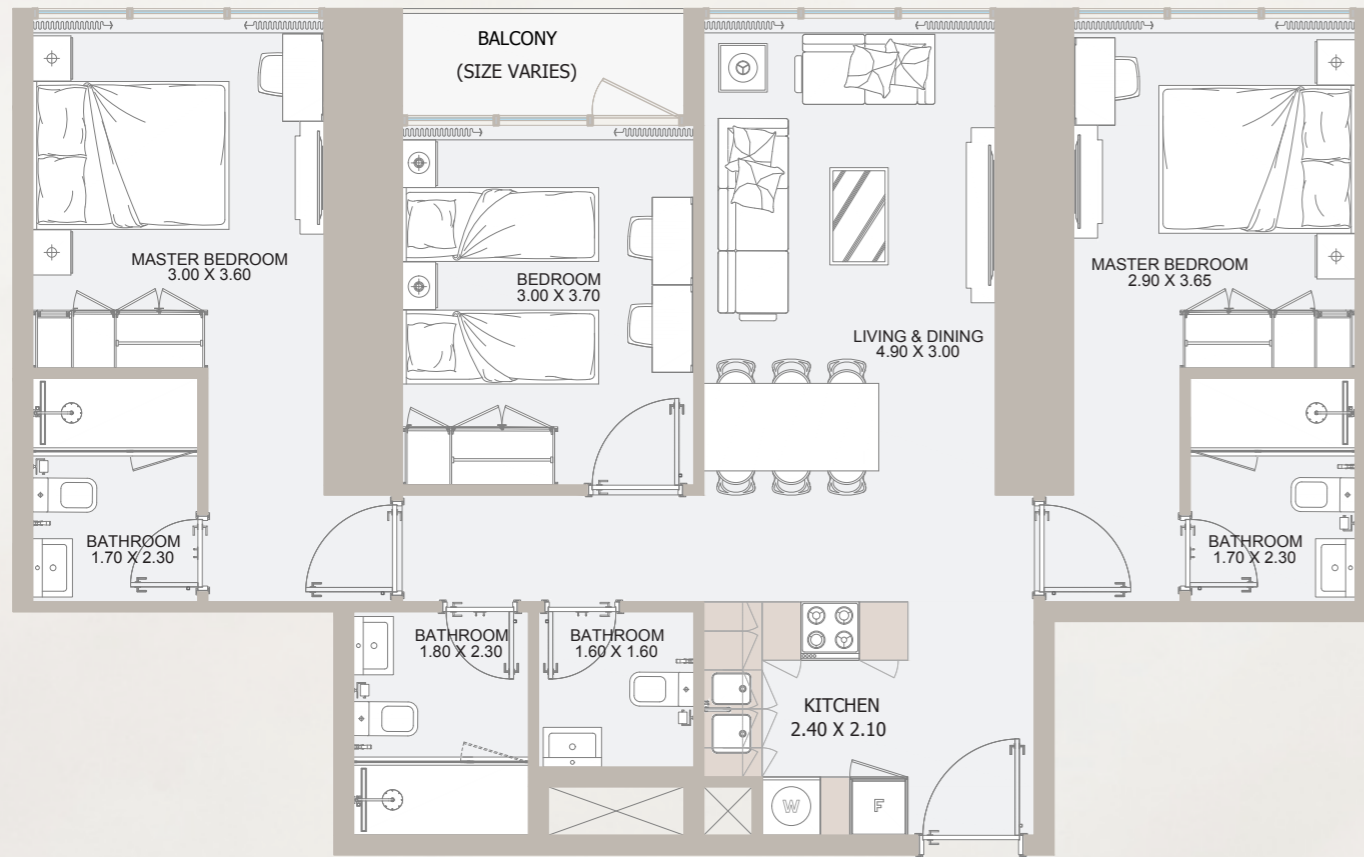 BALCONY
(SIZE VARIES)
MASTER BEDROOM
3.00 X 3.60
BEDROOM
3.00 X 3.70
MASTER BEDROOM
2.90 X 3.65
LIVING & DINING
4.90 X 3.00
BATHROOM
1.70 X 2.30
BATHROOM
1.70 X 2.30
BATHROOM
1.80 X 2.30
BATHROOM
1.60 X 1.60
KITCHEN
2.40 X 2.10
W
F